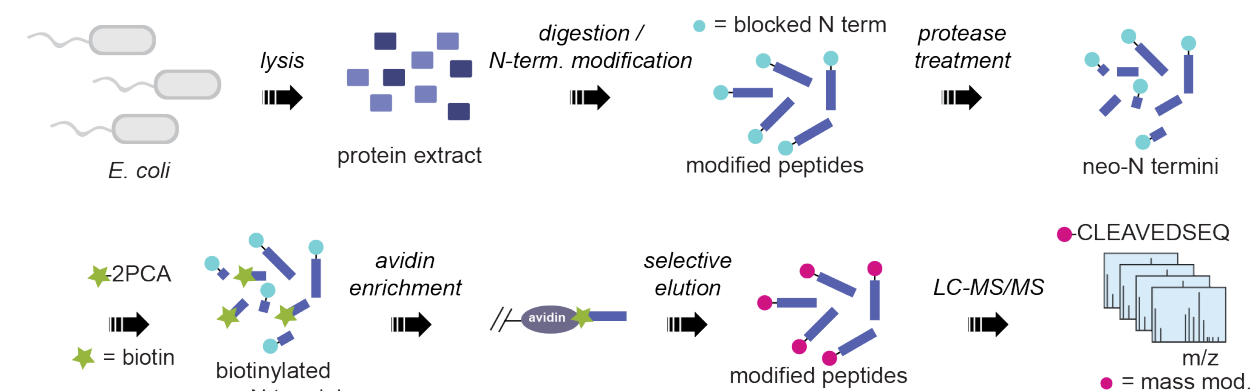 = blocked N term
digestion /
N-term. modification
protease
treatment
lysis
protein extract
modified peptides
neo-N termini
E. coli
-CLEAVEDSEQ
-2PCA
avidin
enrichment
selective
elution
LC-MS/MS
avidin
= biotin
biotinylated
modified peptides
m/z
= mass mod.